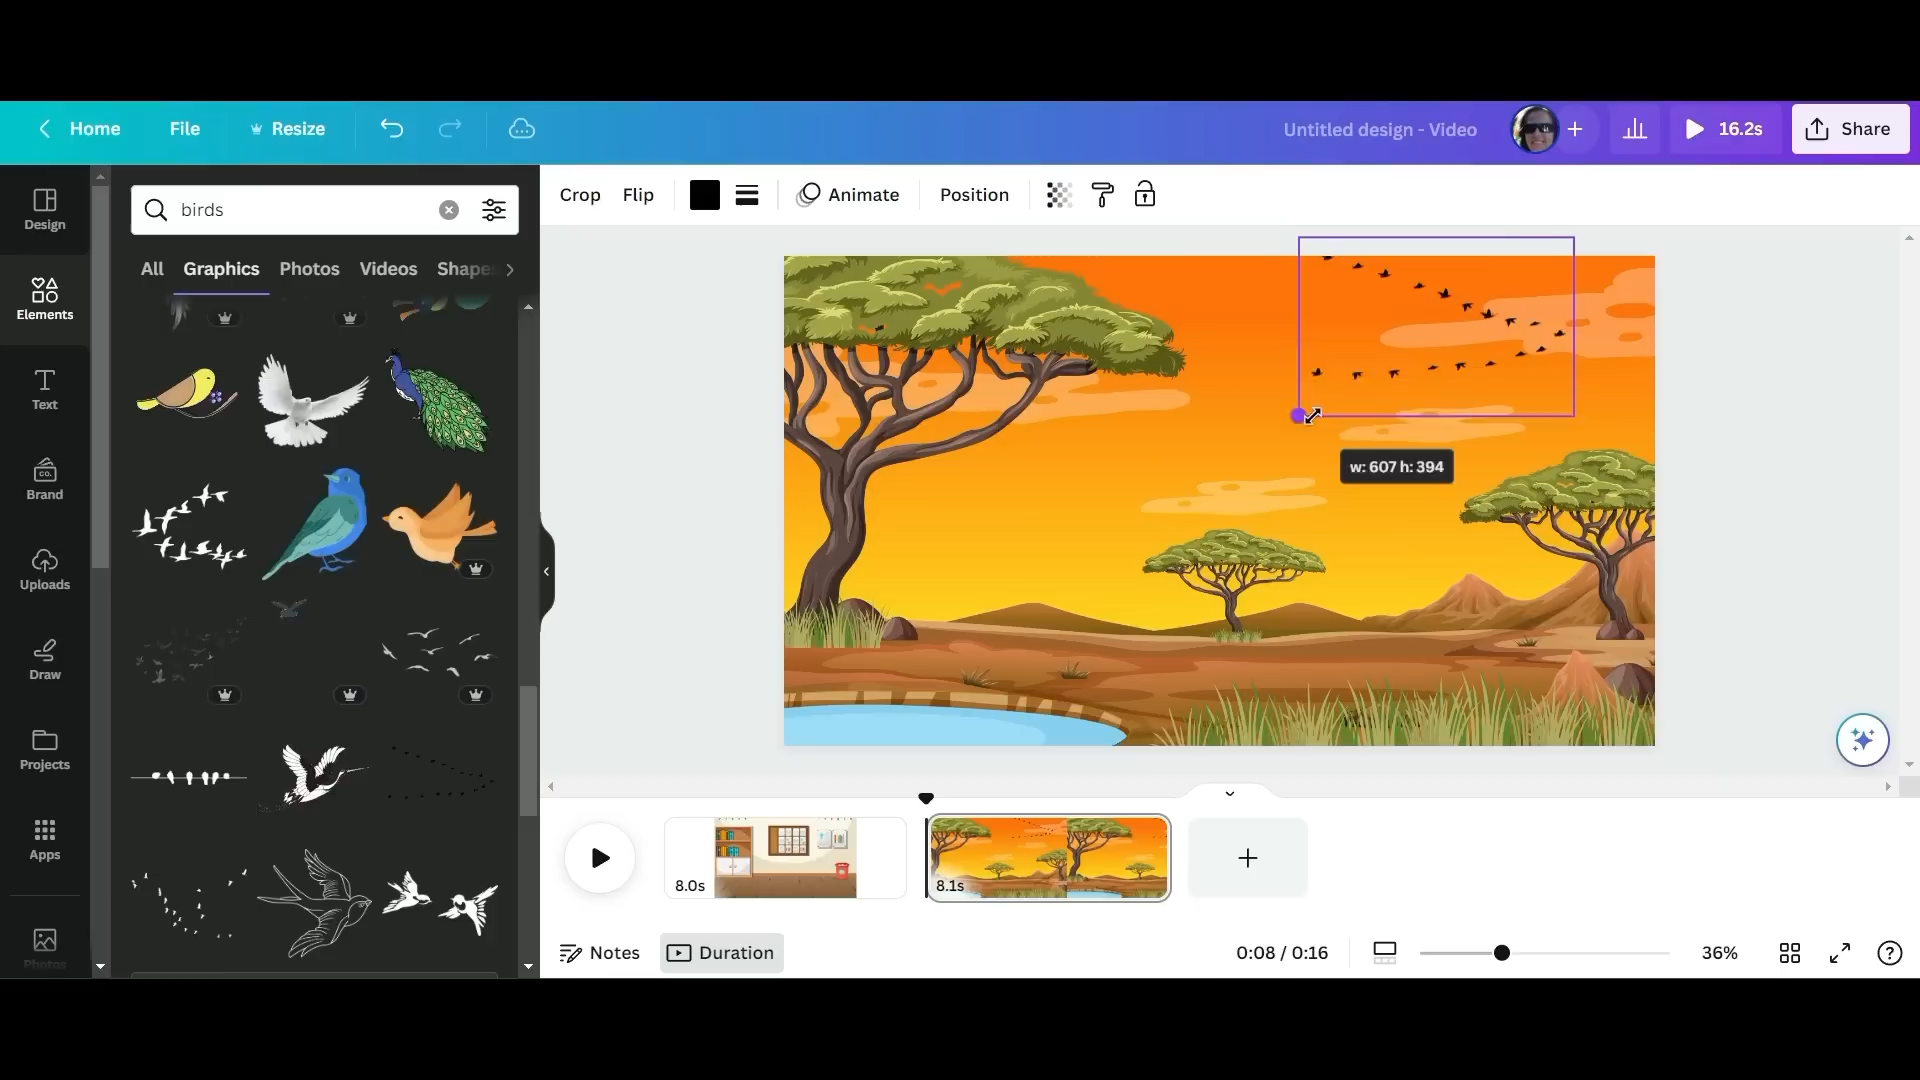 Home File Resize Untitled design - Video 16.2s Share
Crop Flip Animate Position
birds
All Graphics Photos Videos Shapes
Design
Elements
Text
Brand
Uploads
Draw
Projects
Apps
Photos
w: 607 h: 394
8.0s 8.1s
Notes Duration 0:08 / 0:16 36%